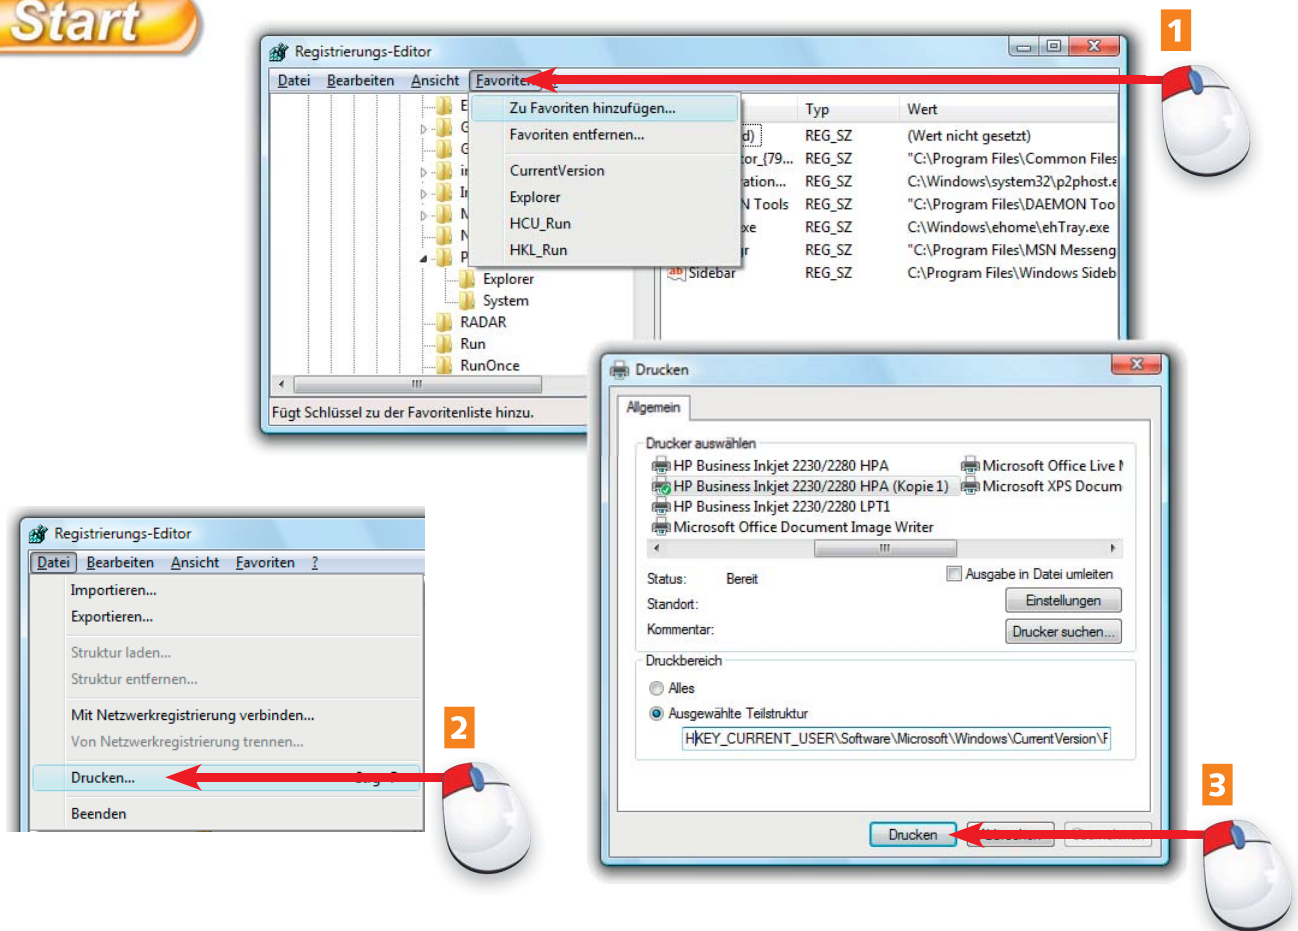 Start
1
Registrierungs-Editor
Datei Bearbeiten Ansicht Favoriten
Zu Favoriten hinzufügen...
Favoriten entfernen...
CurrentVersion
Explorer
HCU_Run
HKL_Run
Typ Wert
REG_SZ (Wert nicht gesetzt)
REG_SZ "C:\Program Files\Common Files
REG_SZ C:\Windows\system32\p2phost.e
N Tools REG_SZ "C:\Program Files\DAEMON Too
REG_SZ C:\Windows\ehome\ehTray.exe
REG_SZ "C:\Program Files\MSN Messeng
Sidebar REG_SZ C:\Program Files\Windows Sideb
Explorer
System
RADAR
Run
RunOnce
Fügt Schlüssel zu der Favoritenliste hinzu.
Registrierungs-Editor
Datei Bearbeiten Ansicht Favoriten ?
Importieren...
Exportieren...
Struktur laden...
Struktur entfernen...
Mit Netzwerkregistrierung verbinden...
Von Netzwerkregistrierung trennen...
Drucken...
Beenden
2
Drucken
Allgemein
Drucker auswählen
HP Business Inkjet 2230/2280 HPA Microsoft Office Live M
HP Business Inkjet 2230/2280 HPA (Kopie 1) Microsoft XPS Docum
HP Business Inkjet 2230/2280 LPT1
Microsoft Office Document Image Writer
Status: Bereit Ausgabe in Datei umleiten
Standort: Einstellungen
Kommentar: Drucker suchen...
Druckbereich
Alles
Ausgewählte Teilstruktur
HKEY_CURRENT_USER\Software\Microsoft\Windows\CurrentVersion\F
Drucken
3